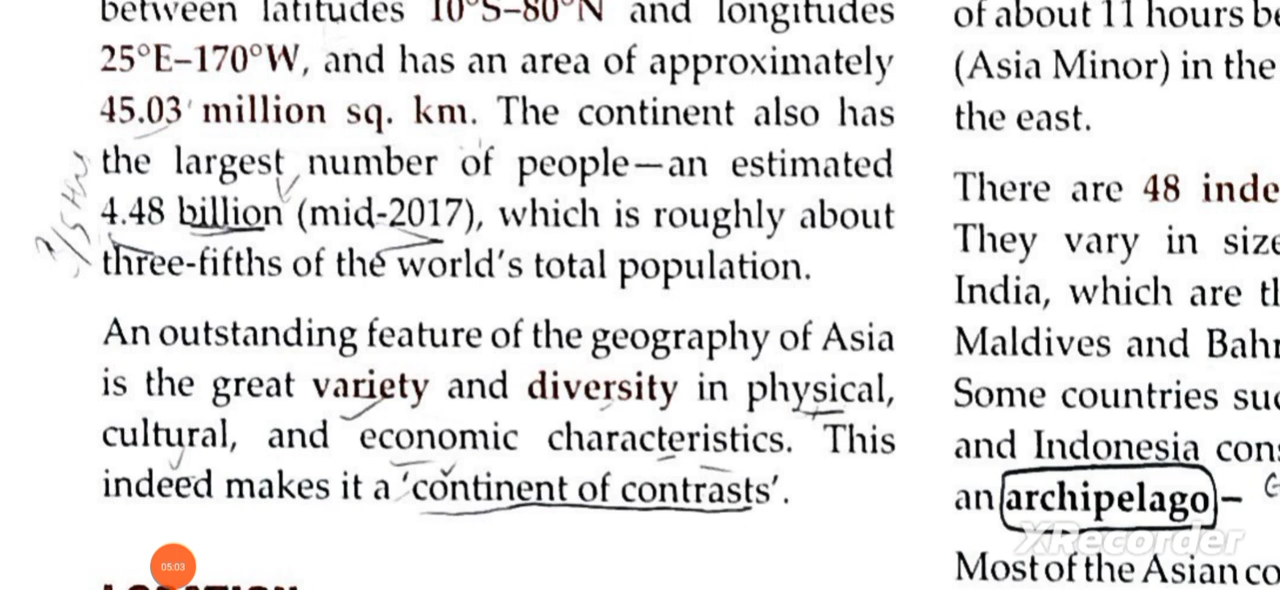 between latitudes 10°S–80°N and longitudes
25°E–170°W, and has an area of approximately
45.03 million sq. km. The continent also has
the largest number of people—an estimated
4.48 billion (mid-2017), which is roughly about
three-fifths of the world's total population.
An outstanding feature of the geography of Asia
is the great variety and diversity in physical,
cultural, and economic characteristics. This
indeed makes it a 'continent of contrasts'.
05:03
of about 11 hours be
(Asia Minor) in the
the east.
There are 48 inde
They vary in size
India, which are th
Maldives and Bahr
Some countries suc
and Indonesia cons
an archipelago –
XRecorder
Most of the Asian co